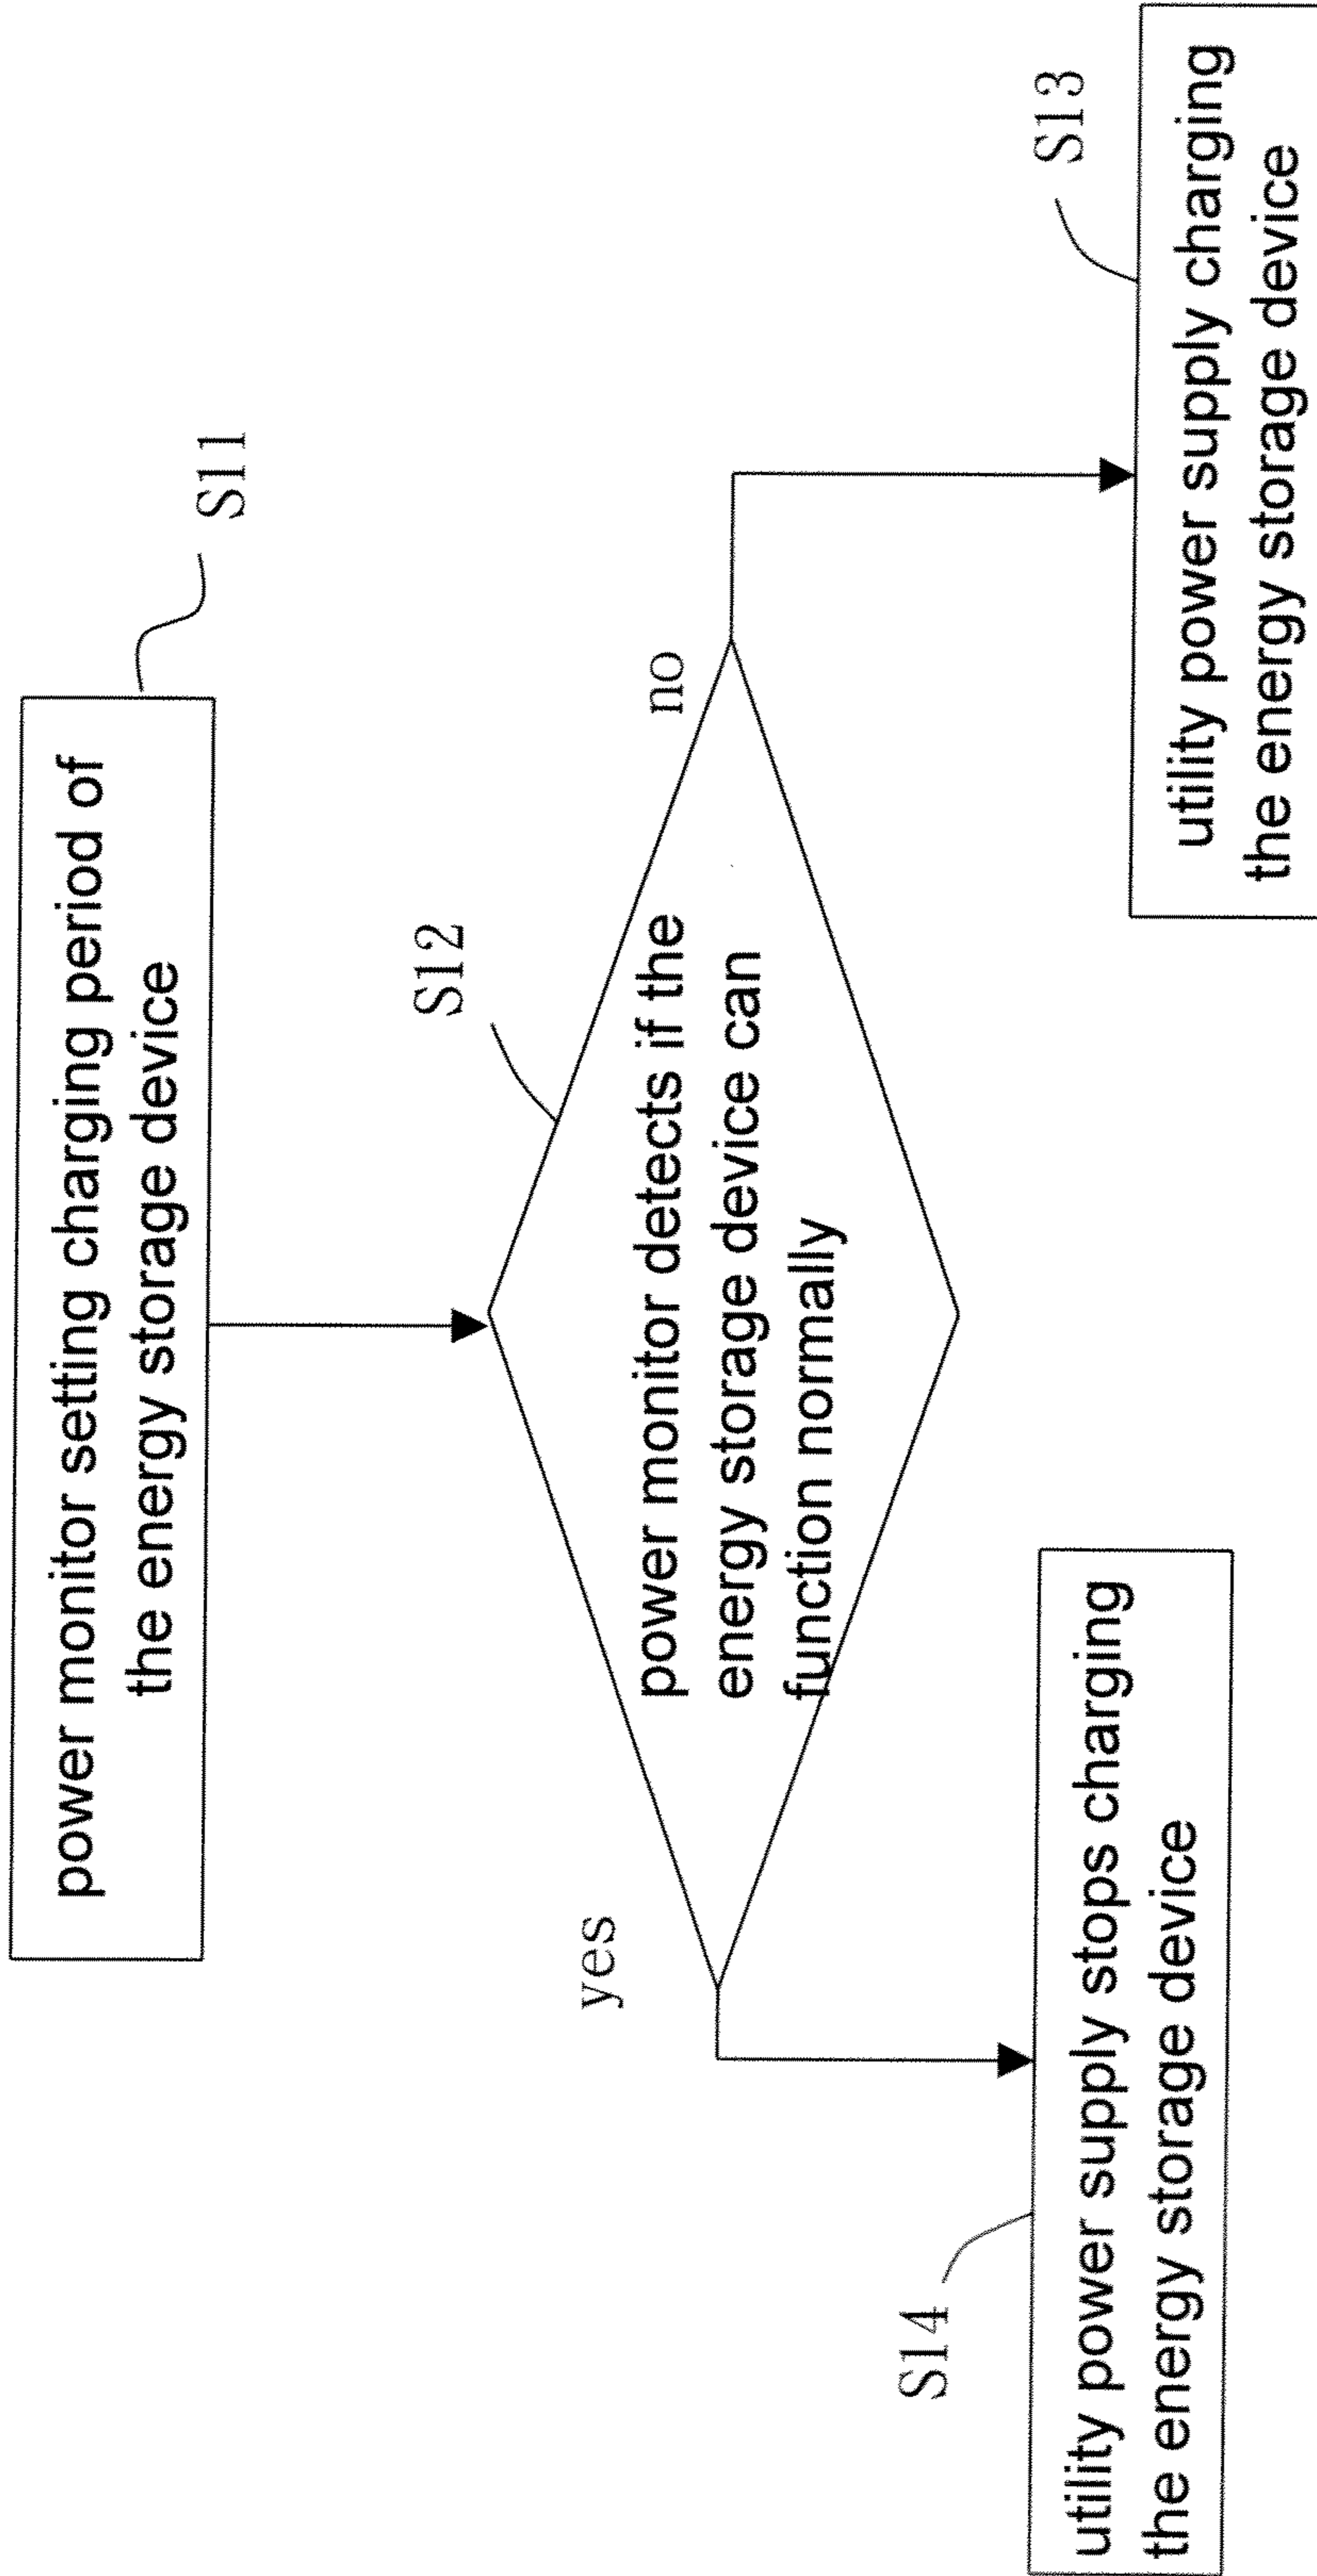 power monitor setting charging period of
the energy storage device
S11
S12
power monitor detects if the
energy storage device can
function normally
yes
no
S14
utility power supply stops charging
the energy storage device
S13
utility power supply charging
the energy storage device